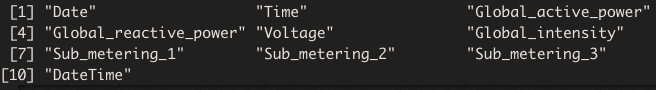 [1] "Date" "Time" "Global_active_power"
[4] "Global_reactive_power" "Voltage" "Global_intensity"
[7] "Sub_metering_1" "Sub_metering_2" "Sub_metering_3"
[10] "DateTime"